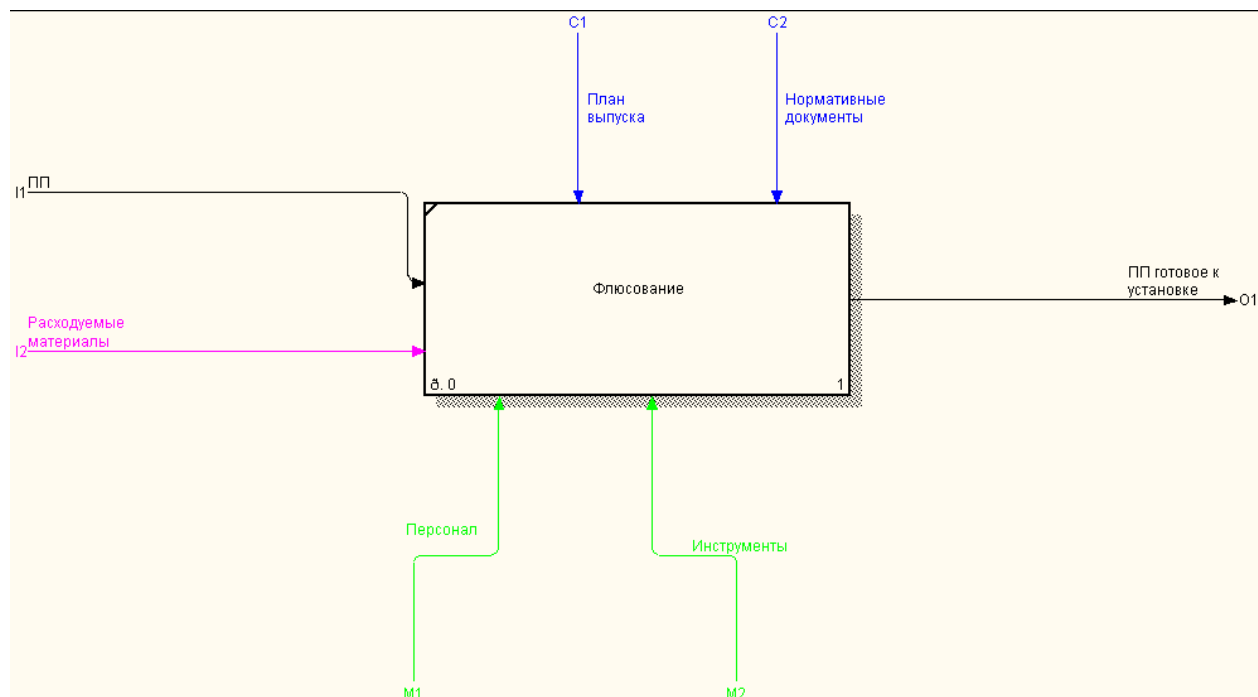 C1
C2
План
выпуска
Нормативные
документы
I1
ПП
Флюсование
ПП готовое к
установке
O1
Расходуемые
материалы
I2
ð. 0
1
Персонал
Инструменты
M1
M2